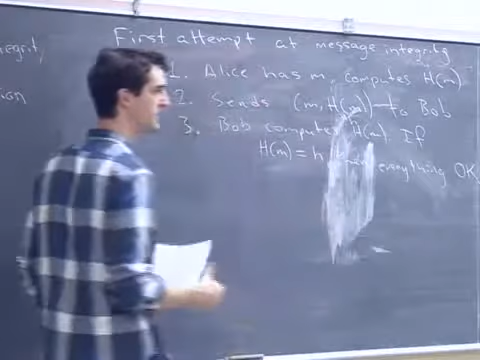 egrity
ion
First attempt at message integrity
1. Alice has m, computes H(m)
2. Sends (m, H(m)) to Bob
3. Bob computes H(m). If
H(m) = h everything OK